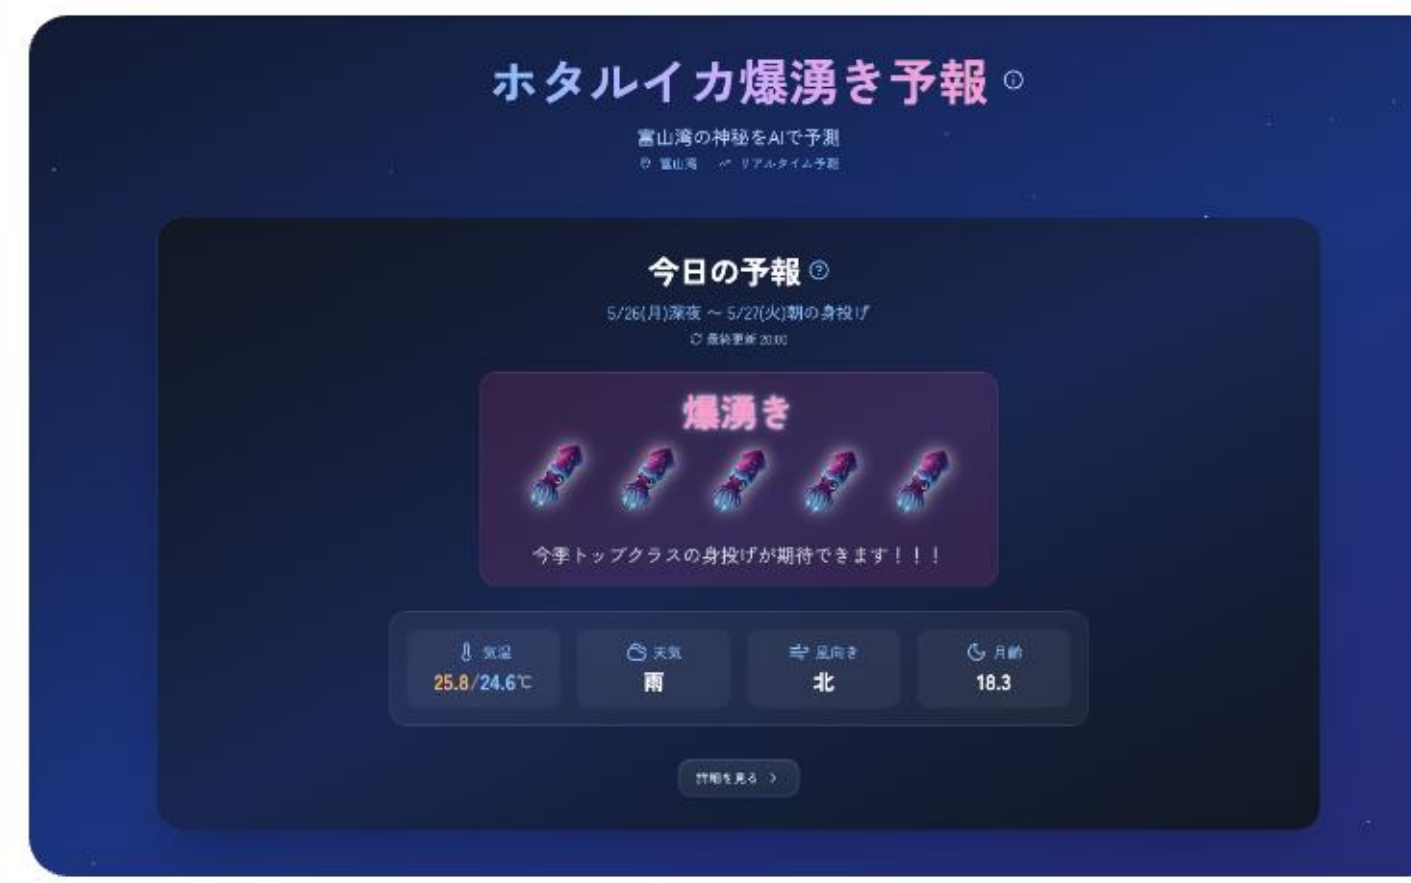 ホタルイカ爆湧き予報
富山湾の神秘をAIで予測
富山湾 リアルタイム予測
今日の予報
5/26(月)深夜 ～ 5/27(火)朝の身投げ
最終更新 20:00
爆湧き
今季トップクラスの身投げが期待できます！！！
気温 天気 風向き 月齢
25.8/24.6℃ 雨 北 18.3
詳細を見る